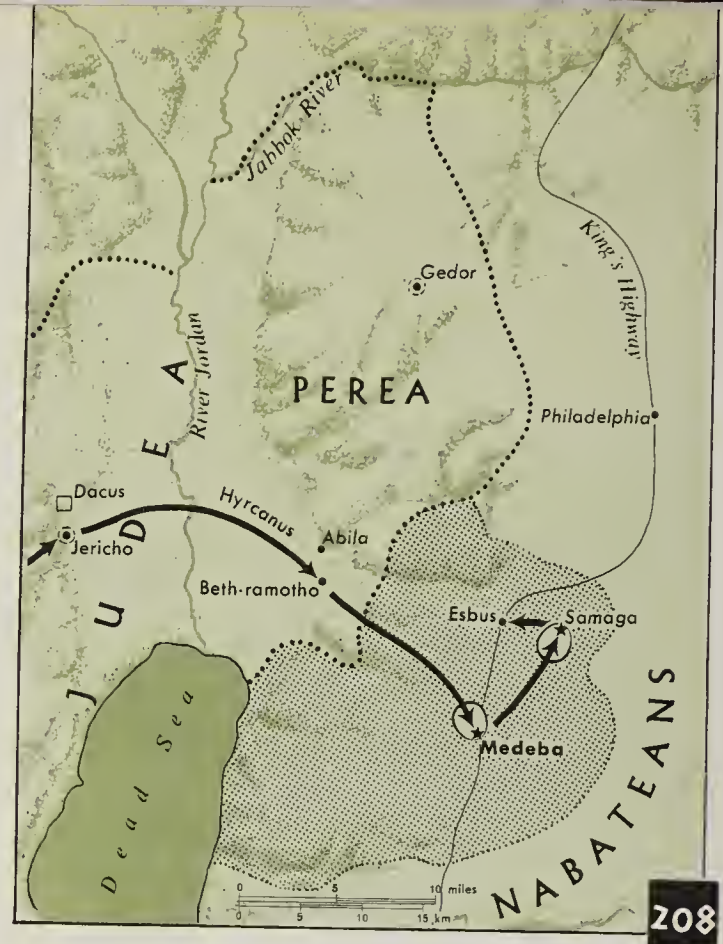 Jabbok River
King's Highway
Gedor
River Jordan
PEREA
Philadelphia
Dacus
Hyrcanus
Jericho
Abila
Beth-ramotho
Esbus
Samaga
JUDEA
Medeba
Dead Sea
NABATEANS
0 5 10 miles
0 5 10 15 km
208